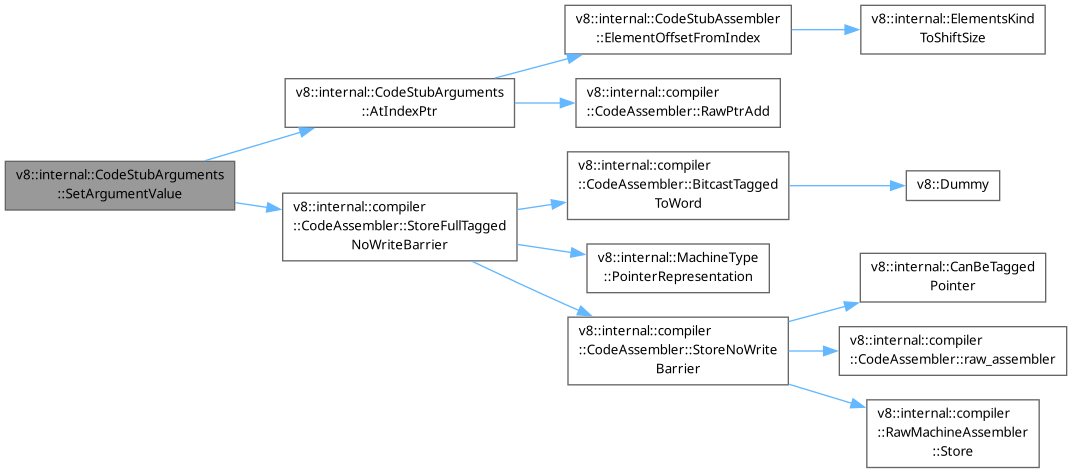 v8::internal::CodeStubArguments
::SetArgumentValue
v8::internal::CodeStubArguments
::AtIndexPtr
v8::internal::CodeStubAssembler
::ElementOffsetFromIndex
v8::internal::ElementsKind
ToShiftSize
v8::internal::compiler
::CodeAssembler::RawPtrAdd
v8::internal::compiler
::CodeAssembler::StoreFullTagged
NoWriteBarrier
v8::internal::compiler
::CodeAssembler::BitcastTagged
ToWord
v8::Dummy
v8::internal::MachineType
::PointerRepresentation
v8::internal::compiler
::CodeAssembler::StoreNoWrite
Barrier
v8::internal::CanBeTagged
Pointer
v8::internal::compiler
::CodeAssembler::raw_assembler
v8::internal::compiler
::RawMachineAssembler
::Store